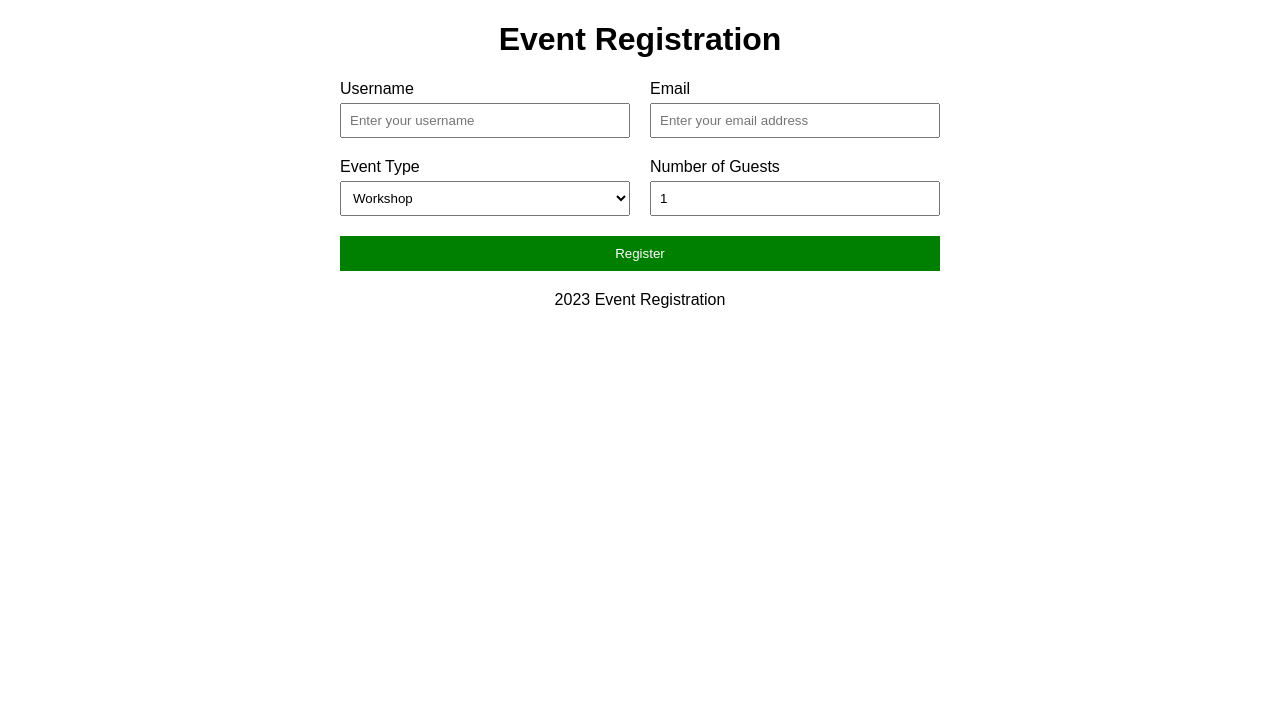 Event Registration
Username
Email
Enter your username
Enter your email address
Event Type
Number of Guests
Workshop
1
Register
2023 Event Registration